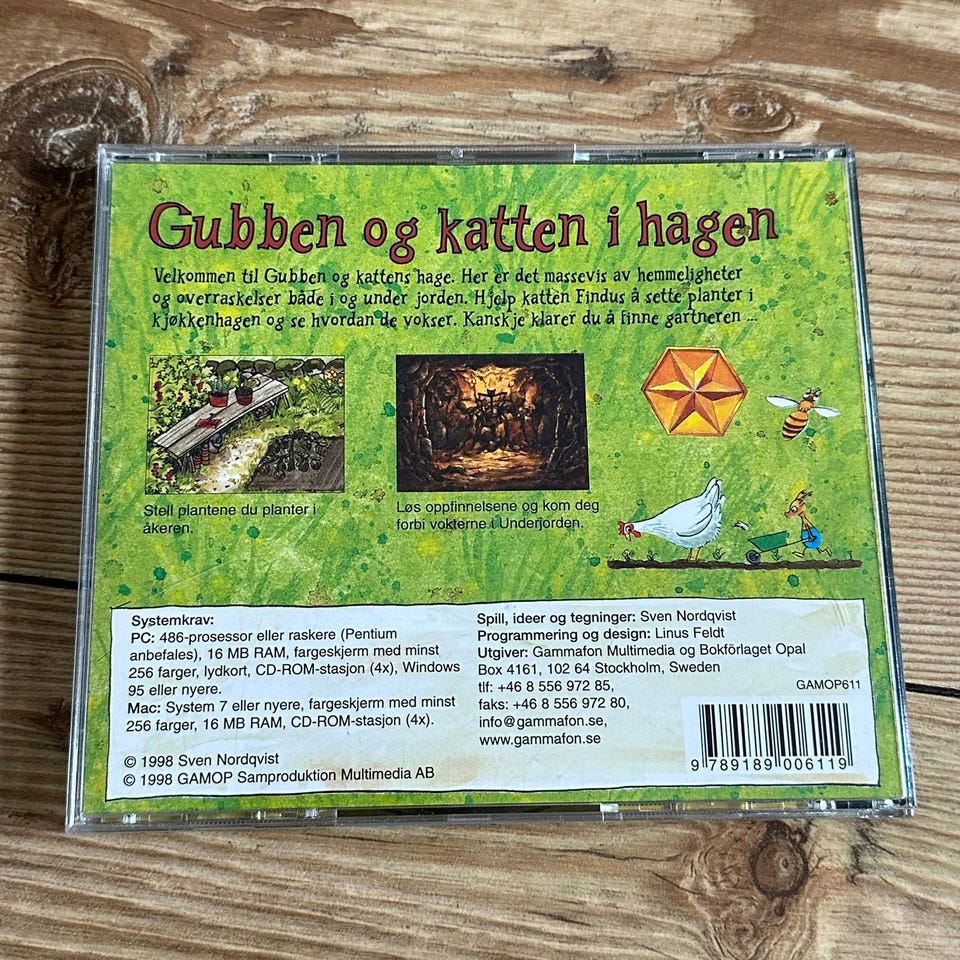 Gubben og katten i hagen
Velkommen til Gubben og kattens hage. Her er det massevis av hemmeligheter
og overraskelser både i og under jorden. Hjelp katten Findus å sette planter i
kjøkkenhagen og se hvordan de vokser. Kanskje klarer du å finne gartneren ...
Stell plantene du planter i
åkeren.
Løs oppfinnelsene og kom deg
forbi vokterne i Underjorden.
Systemkrav:
PC: 486-prosessor eller raskere (Pentium
anbefales), 16 MB RAM, fargeskjerm med minst
256 farger, lydkort, CD-ROM-stasjon (4x), Windows
95 eller nyere.
Mac: System 7 eller nyere, fargeskjerm med minst
256 farger, 16 MB RAM, CD-ROM-stasjon (4x).
© 1998 Sven Nordqvist
© 1998 GAMOP Samproduktion Multimedia AB
Spill, ideer og tegninger: Sven Nordqvist
Programmering og design: Linus Feldt
Utgiver: Gammafon Multimedia og Bokförlaget Opal
Box 4161, 102 64 Stockholm, Sweden
tlf: +46 8 556 972 85,
faks: +46 8 556 972 80,
info@gammafon.se,
www.gammafon.se
GAMOP611
9 789189 006119